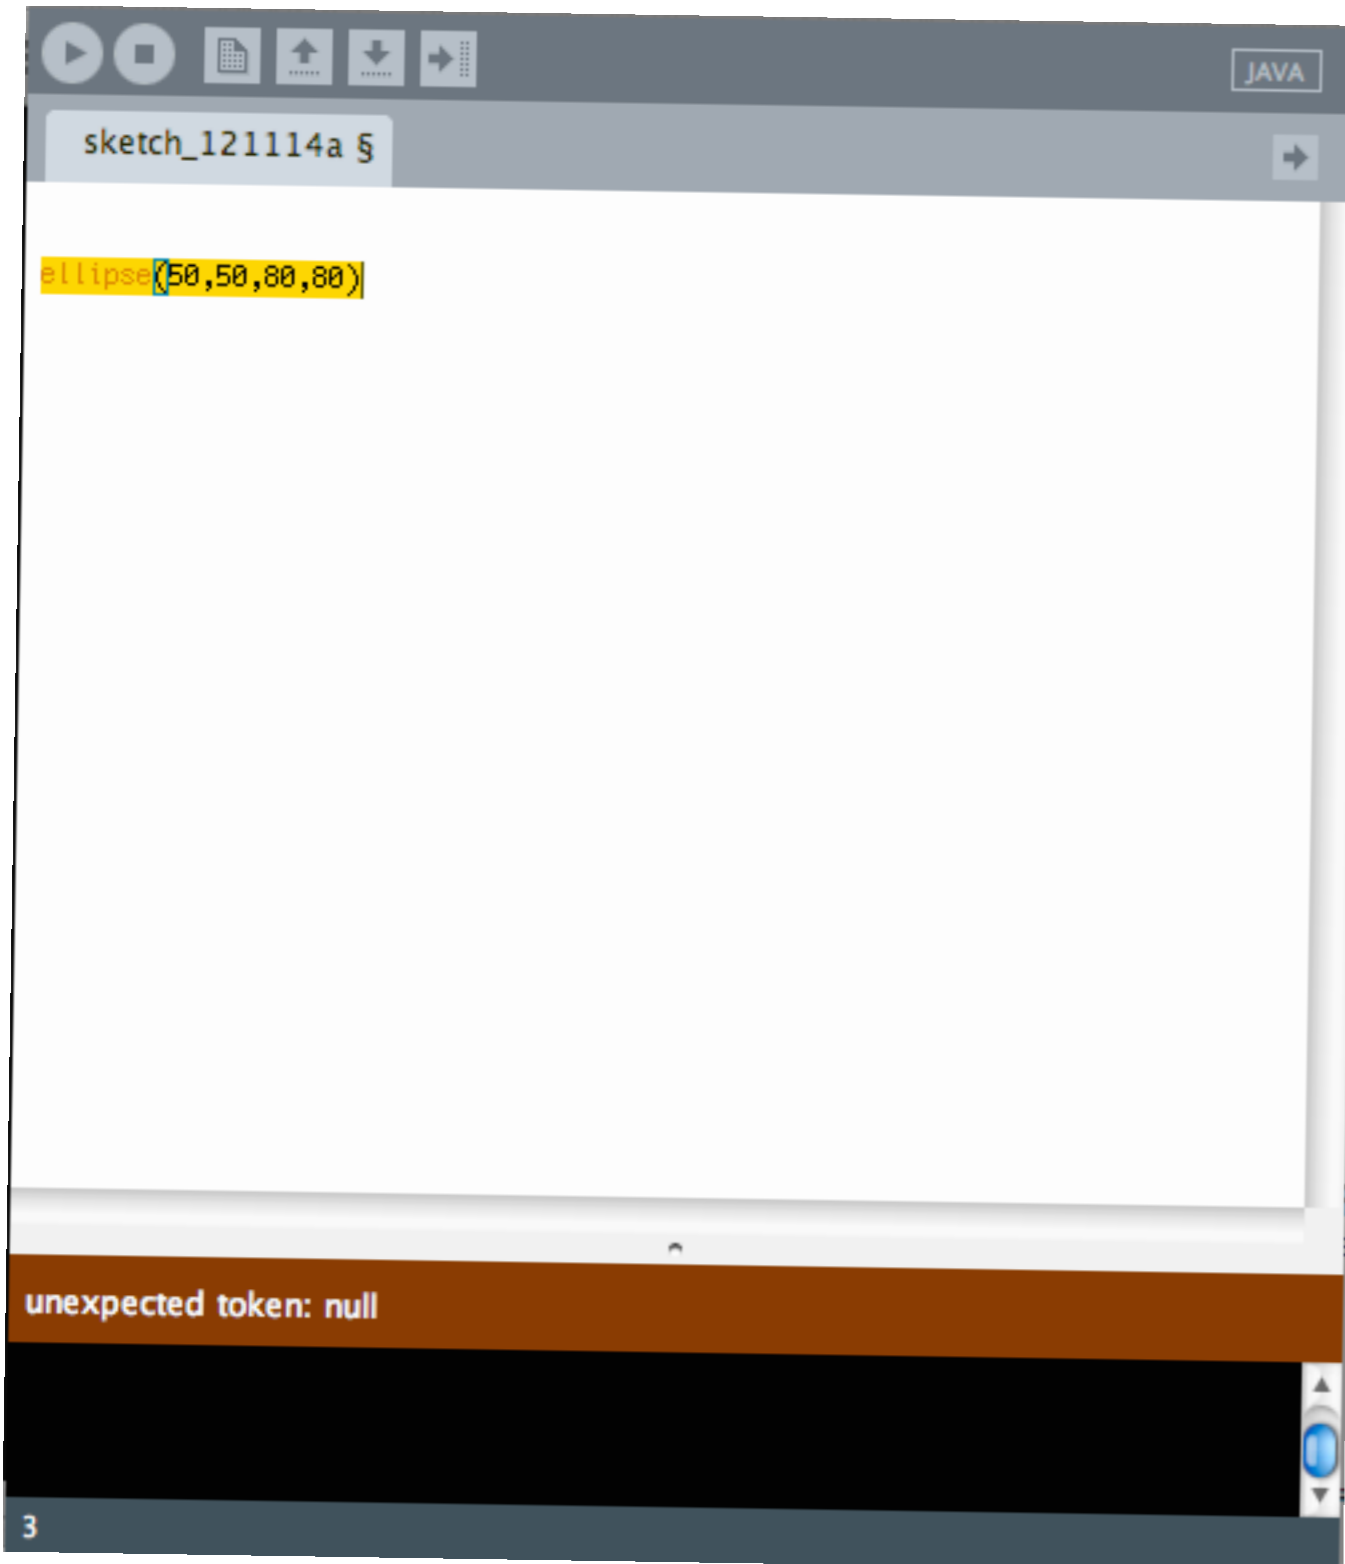 JAVA
sketch_121114a §
ellipse(50,50,80,80)
unexpected token: null
3